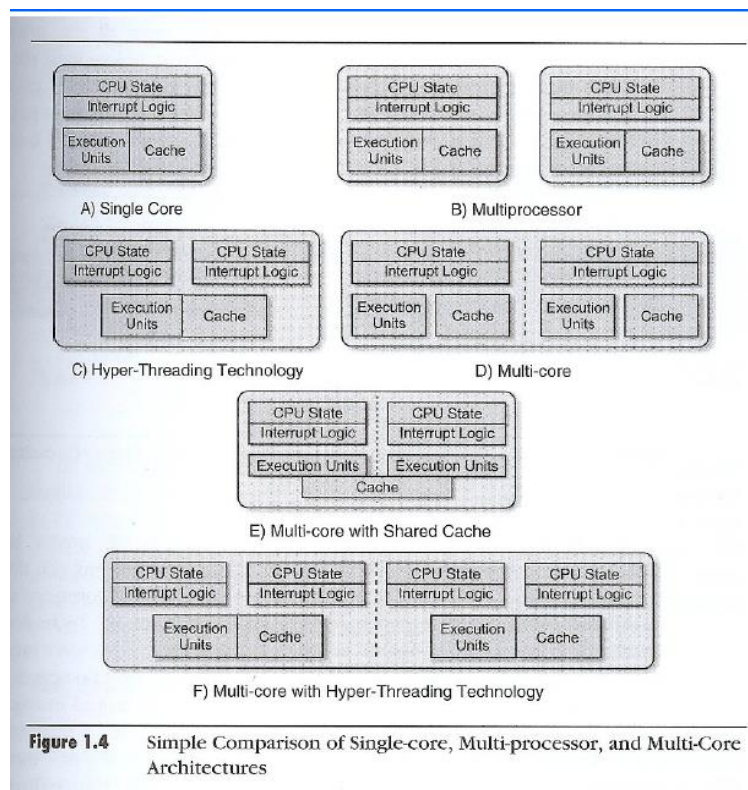 CPU State
Interrupt Logic
Execution
Units
Cache
A) Single Core
CPU State
Interrupt Logic
Execution
Units
Cache
CPU State
Interrupt Logic
Execution
Units
Cache
B) Multiprocessor
CPU State
Interrupt Logic
CPU State
Interrupt Logic
Execution
Units
Cache
C) Hyper-Threading Technology
CPU State
Interrupt Logic
Execution
Units
Cache
CPU State
Interrupt Logic
Execution
Units
Cache
D) Multi-core
CPU State
Interrupt Logic
Execution Units
CPU State
Interrupt Logic
Execution Units
Cache
E) Multi-core with Shared Cache
CPU State
Interrupt Logic
CPU State
Interrupt Logic
Execution
Units
Cache
CPU State
Interrupt Logic
CPU State
Interrupt Logic
Execution
Units
Cache
F) Multi-core with Hyper-Threading Technology
Figure 1.4 Simple Comparison of Single-core, Multi-processor, and Multi-Core
Architectures